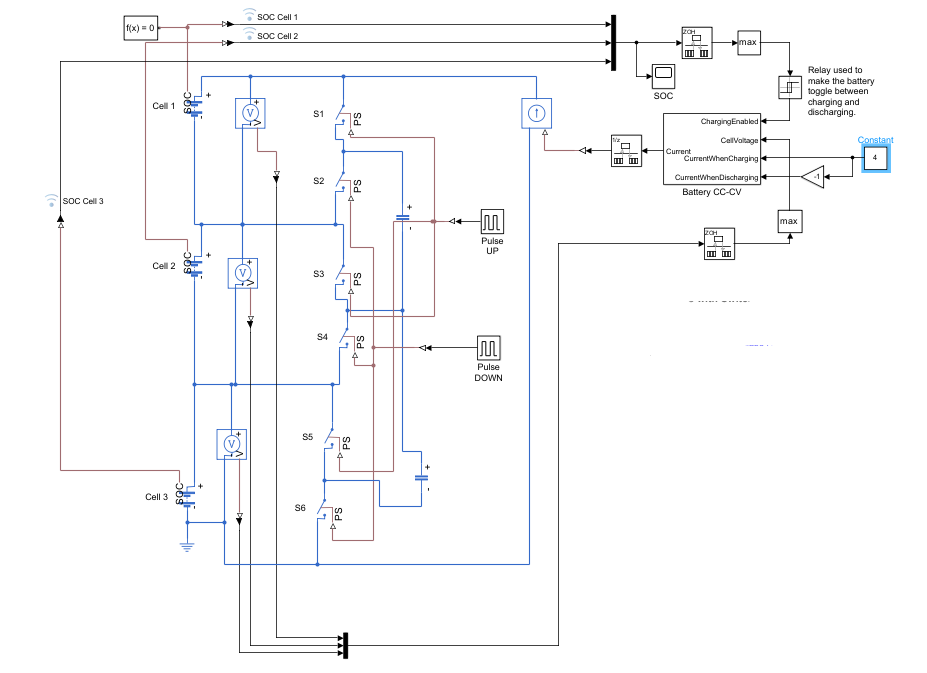 f(x) = 0
SOC Cell 1
SOC Cell 2
ZOH
max
SOC
Relay used to
make the battery
toggle between
charging and
discharging.
Cell 1
SOC
+
-
V
+
V
-
S1
PS
ChargingEnabled
CellVoltage
CurrentWhenCharging
CurrentWhenDischarging
Current
Battery CC-CV
1/z
Constant
4
-1
max
ZOH
S2
PS
+
-
Pulse
UP
SOC Cell 3
Cell 2
SOC
+
-
V
+
V
-
S3
PS
S4
PS
Pulse
DOWN
V
+
V
-
S5
PS
+
-
Cell 3
SOC
+
-
S6
PS